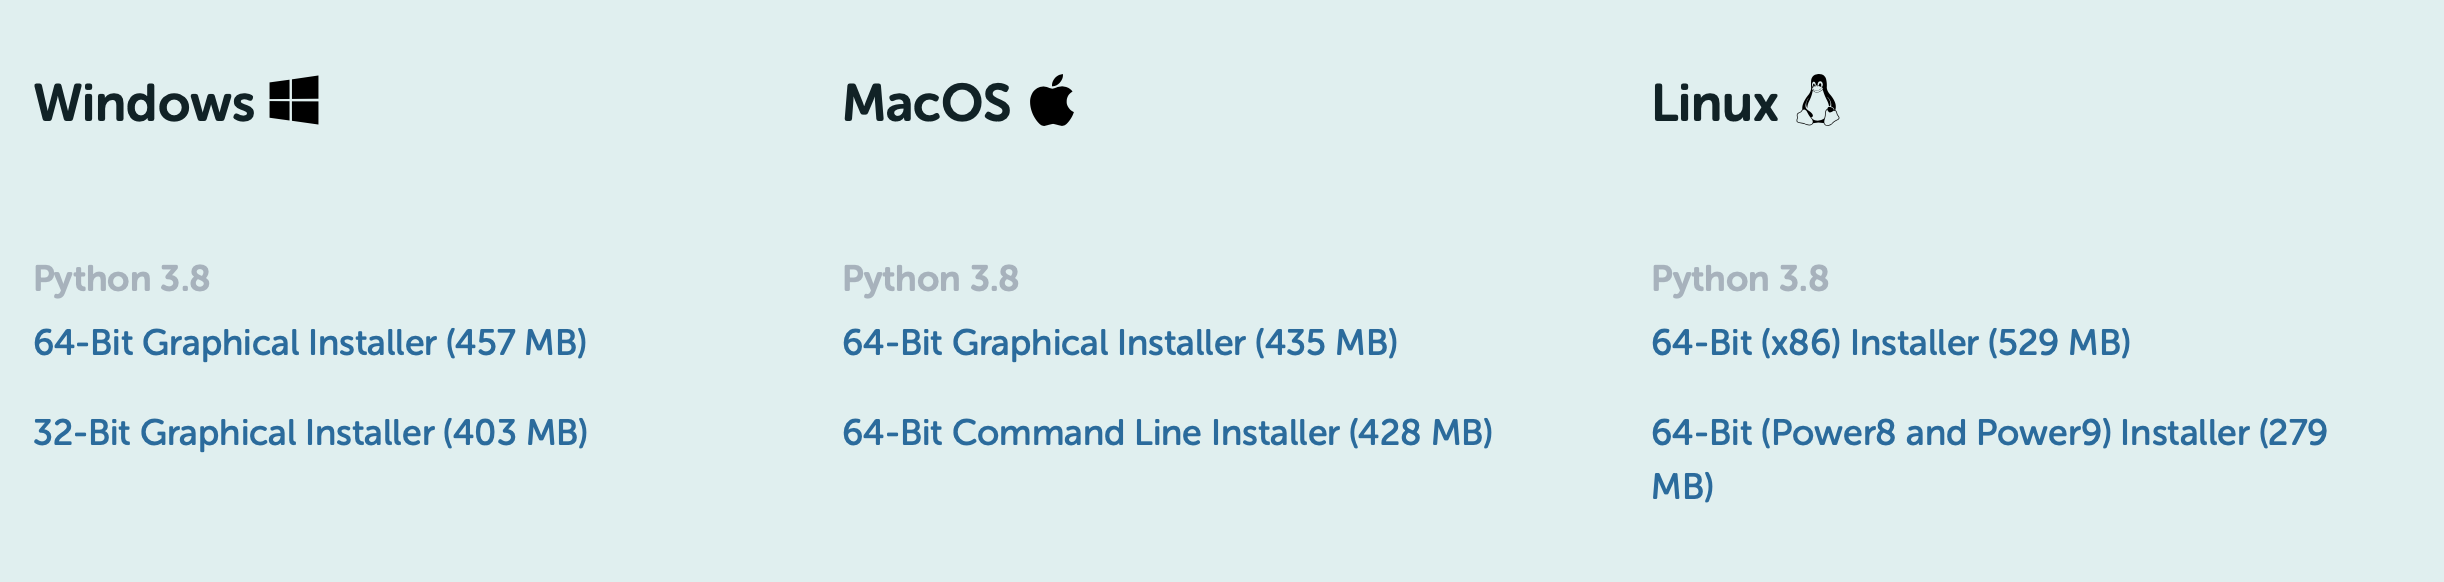 Windows
MacOS
Linux
Python 3.8
64-Bit Graphical Installer (457 MB)
32-Bit Graphical Installer (403 MB)
Python 3.8
64-Bit Graphical Installer (435 MB)
64-Bit Command Line Installer (428 MB)
Python 3.8
64-Bit (x86) Installer (529 MB)
64-Bit (Power8 and Power9) Installer (279
MB)